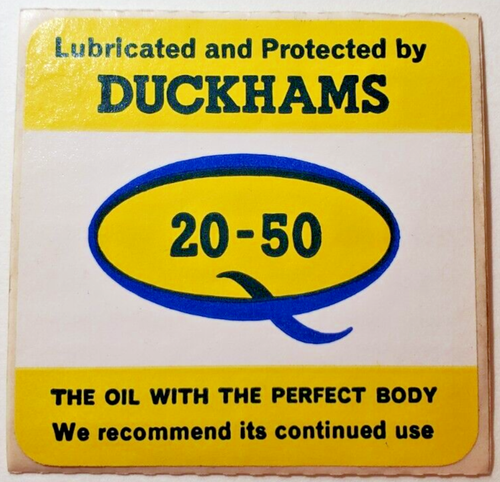 Lubricated and Protected by
DUCKHAMS
Q
20-50
THE OIL WITH THE PERFECT BODY
We recommend its continued use